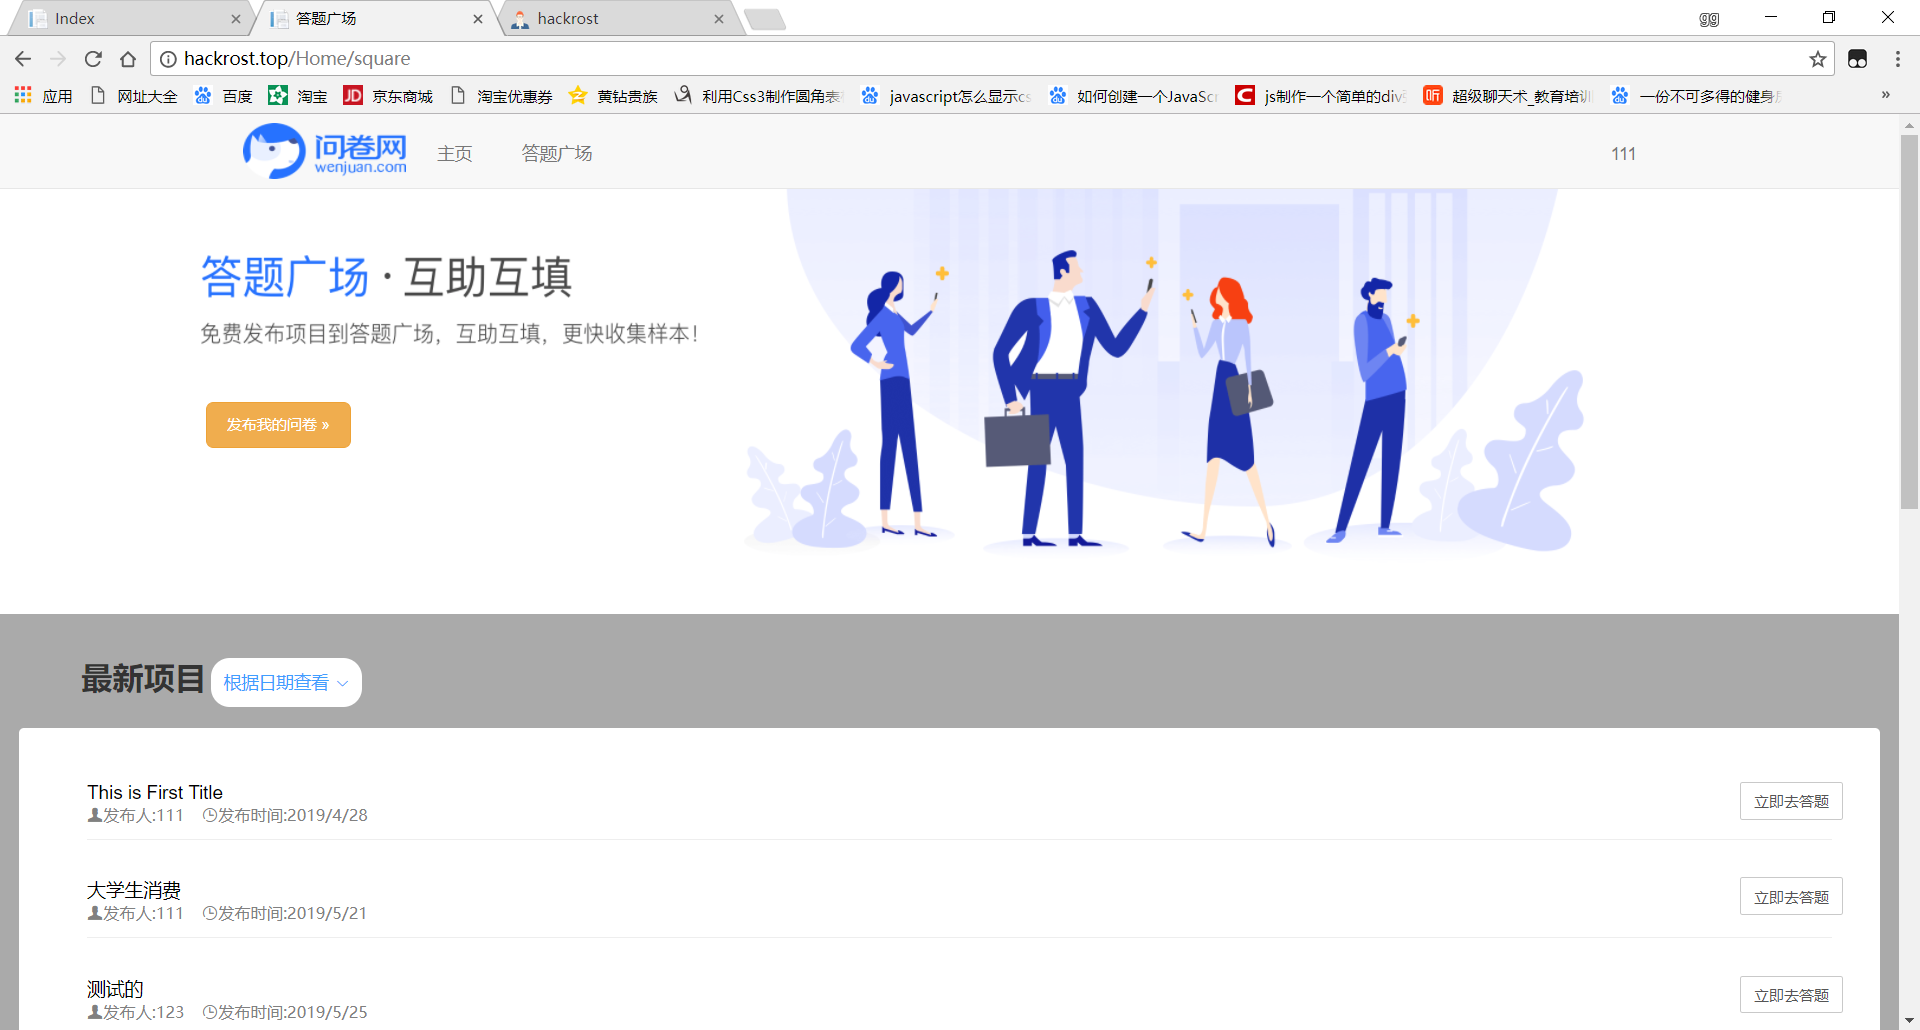 Index
答题广场
hackrost
gg
hackrost.top/Home/square
应用
网址大全
百度
淘宝
京东商城
淘宝优惠券
黄钻贵族
利用Css3制作圆角表
javascript怎么显示cs
如何创建一个JavaScr
js制作一个简单的div
超级聊天术_教育培训
一份不可多得的健身
»
问卷网
wenjuan.com
主页
答题广场
111
答题广场 · 互助互填
免费发布项目到答题广场，互助互填，更快收集样本！
发布我的问卷 »
最新项目
根据日期查看
This is First Title
发布人:111 发布时间:2019/4/28
立即去答题
大学生消费
发布人:111 发布时间:2019/5/21
立即去答题
测试的
发布人:123 发布时间:2019/5/25
立即去答题